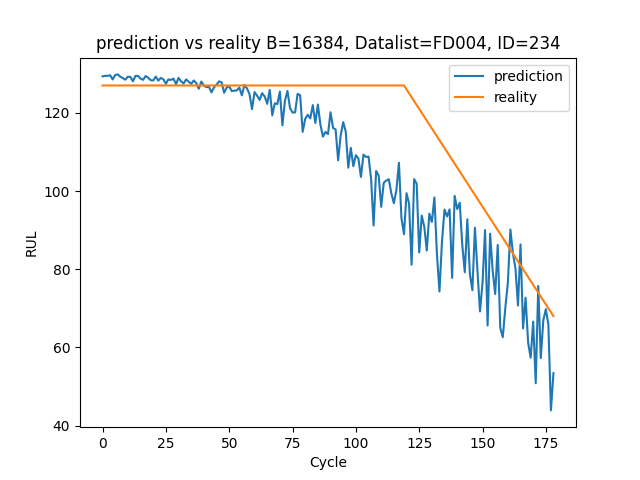 prediction vs reality B=16384, Datalist=FD004, ID=234
prediction
reality
120
100
80
60
40
RUL
0 25 50 75 100 125 150 175
Cycle